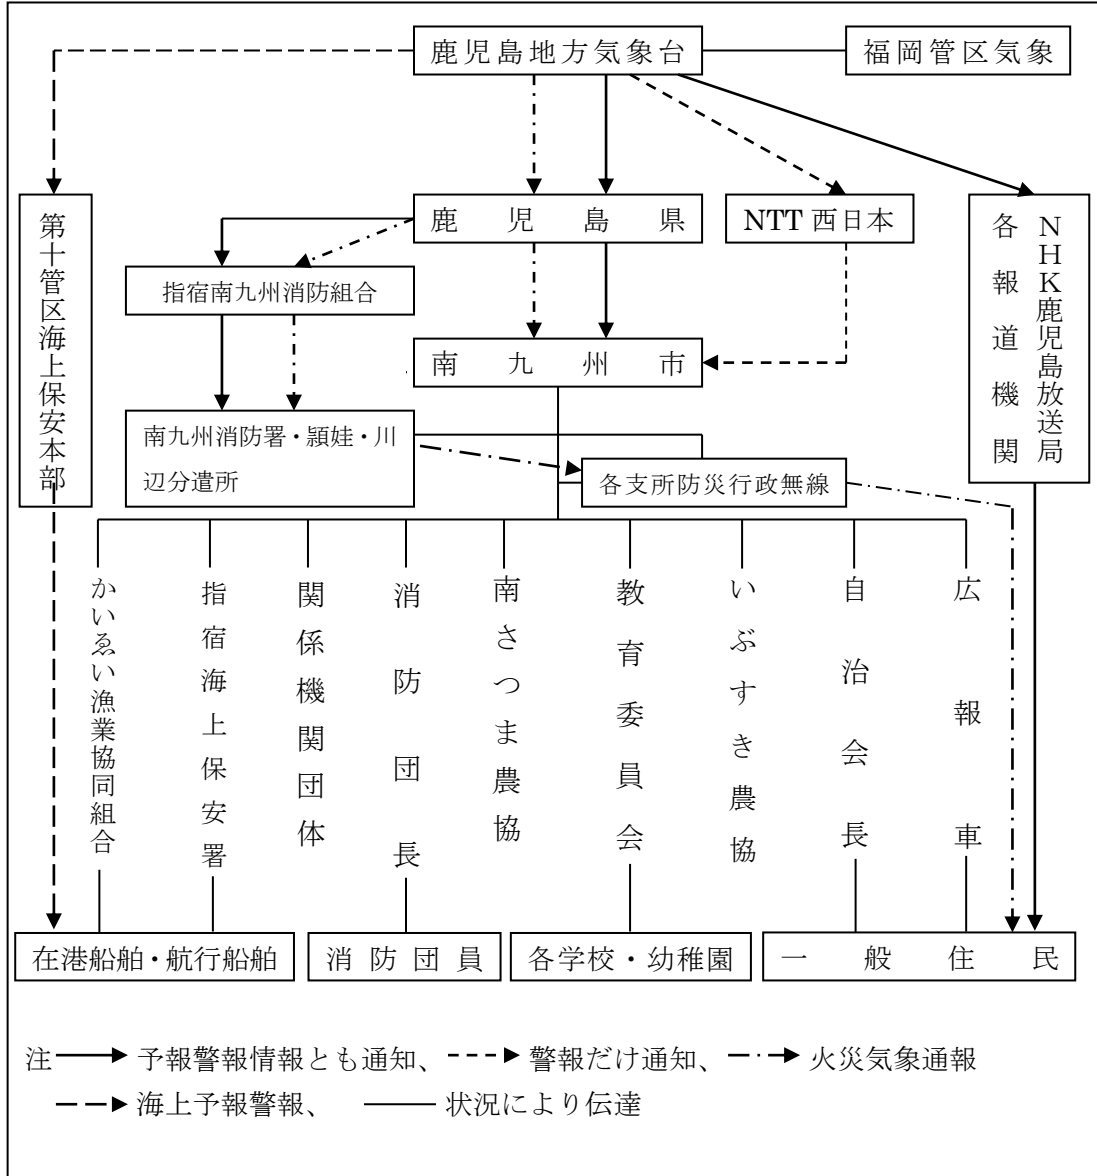 鹿児島地方気象台
福岡管区気象
第十管区海上保安本部
鹿児島県
NTT 西日本
NHK鹿児島放送局
各報道機関
指宿南九州消防組合
南九州市
南九州消防署・頴娃・川
辺分遣所
各支所防災行政無線
かいゑい漁業協同組合
指宿海上保安署
関係機関団体
消防団長
南さつま農協
教育委員会
いぶすき農協
自治会長
広報車
在港船舶・航行船舶
消防団員
各学校・幼稚園
一般住民
注 予報警報情報とも通知、 警報だけ通知、 火災気象通報
海上予報警報、 状況により伝達